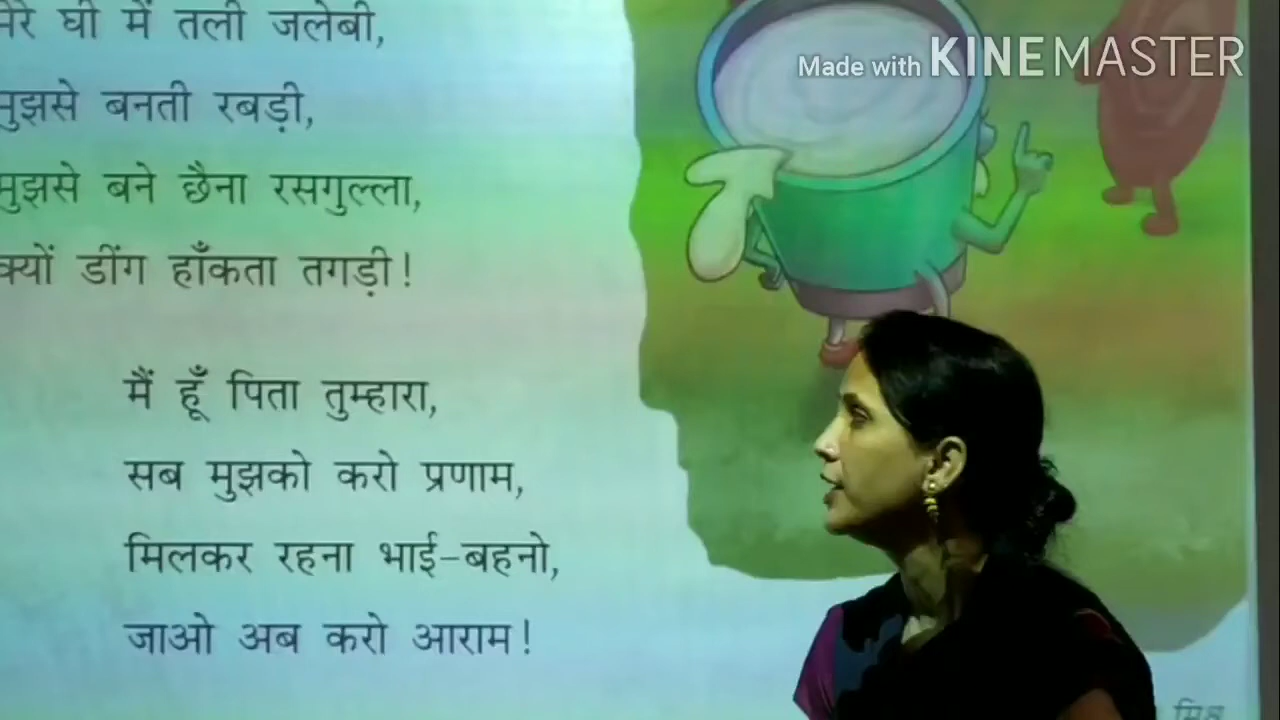 मेरे घी में तली जलेबी,
मुझसे बनती रबड़ी,
मुझसे बने छैना रसगुल्ला,
क्यों डींग हाँकता तगड़ी!
मैं हूँ पिता तुम्हारा,
सब मुझको करो प्रणाम,
मिलकर रहना भाई-बहनो,
जाओ अब करो आराम!
Made with KINEMASTER
मिश्र